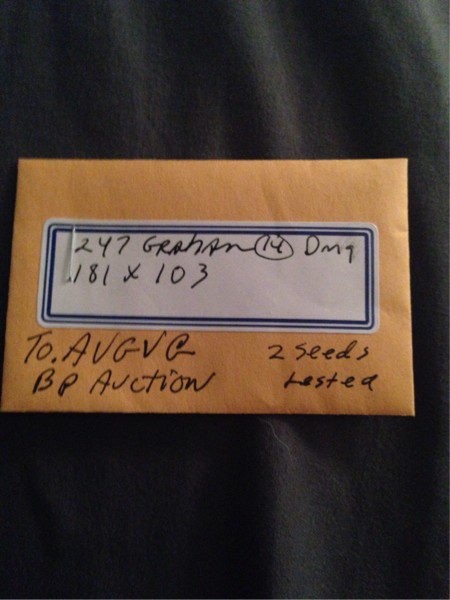 247 GRAHAM 14 Dmg
.181 x 103
To. AVGVG
BP Auction
2 seeds
tested